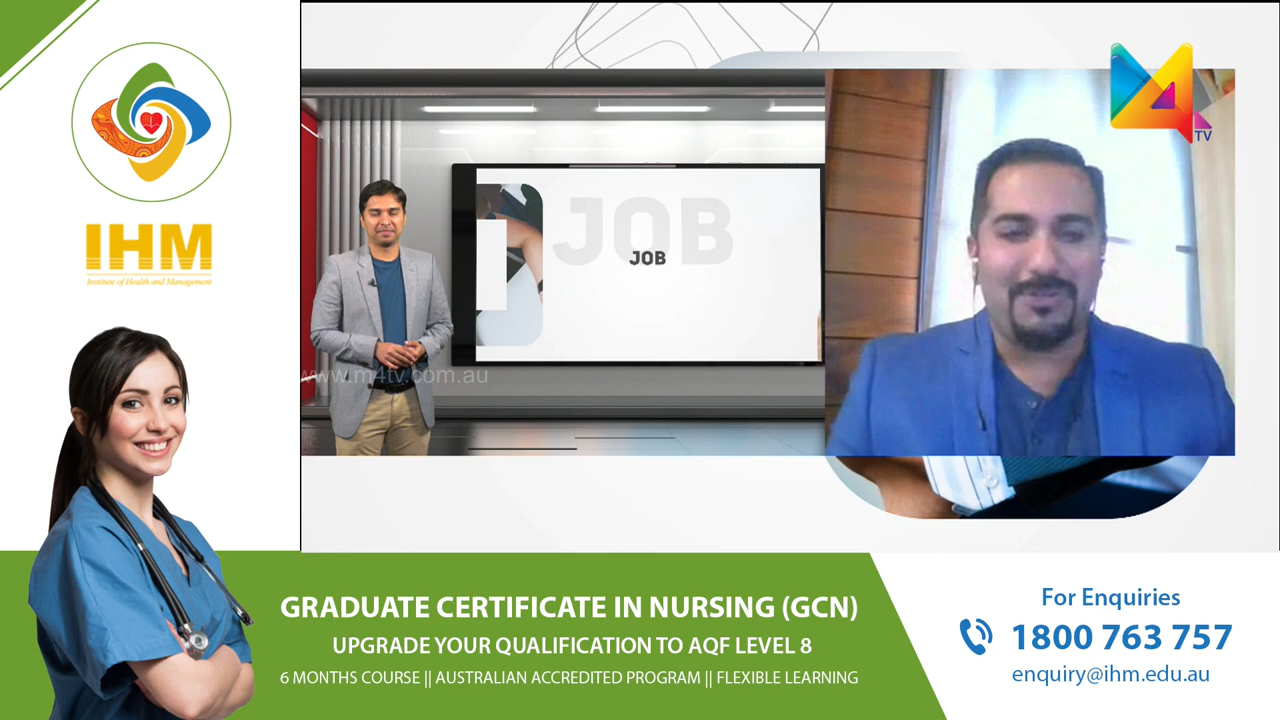 IHM
Institute of Health and Management
TV
JOB
JOB
www.m4tv.com.au
GRADUATE CERTIFICATE IN NURSING (GCN)
UPGRADE YOUR QUALIFICATION TO AQF LEVEL 8
6 MONTHS COURSE || AUSTRALIAN ACCREDITED PROGRAM || FLEXIBLE LEARNING
For Enquiries
1800 763 757
enquiry@ihm.edu.au